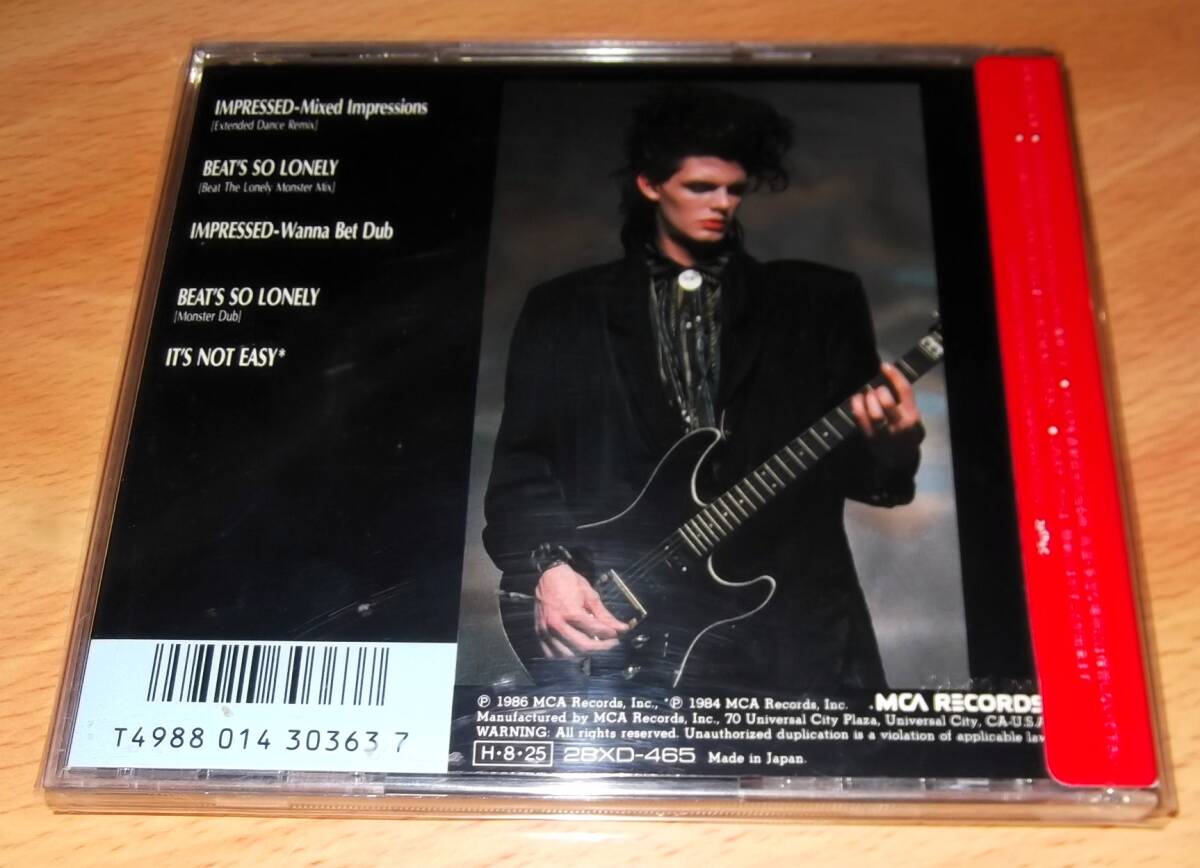 IMPRESSED-Mixed Impressions
[Extended Dance Remix]
BEAT'S SO LONELY
[Beat The Lonely Monster Mix]
IMPRESSED-Wanna Bet Dub
BEAT'S SO LONELY
[Monster Dub]
IT'S NOT EASY*
T4988 014 30363 7
℗ 1986 MCA Records, Inc., *℗ 1984 MCA Records, Inc.
MCA RECORDS
Manufactured by MCA Records, Inc., 70 Universal City Plaza, Universal City, CA-U.S.A
WARNING: All rights reserved. Unauthorized duplication is a violation of applicable law
H·8·25 28XD-465 Made in Japan.